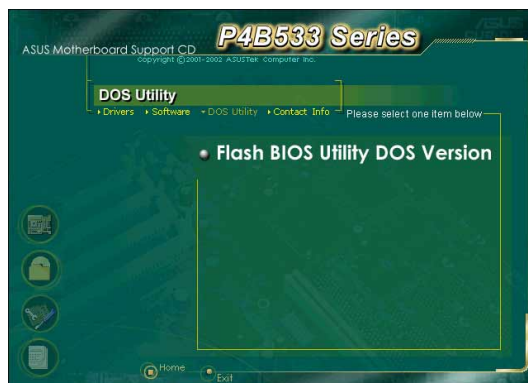 ASUS Motherboard Support CD
P4B533 Series
Copyright ©2001-2002 ASUSTek Computer Inc.
DOS Utility
Drivers Software DOS Utility Contact Info
Please select one item below
Flash BIOS Utility DOS Version
Home
Exit